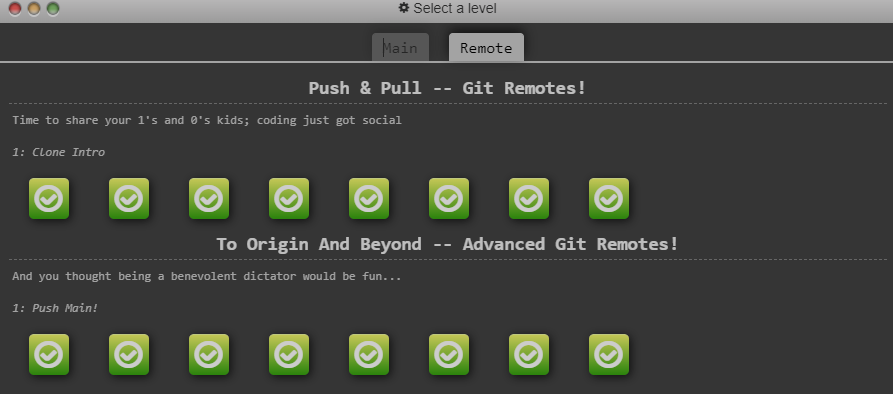 Select a level
Main Remote
Push & Pull -- Git Remotes!
Time to share your 1's and 0's kids; coding just got social
1: Clone Intro
To Origin And Beyond -- Advanced Git Remotes!
And you thought being a benevolent dictator would be fun...
1: Push Main!